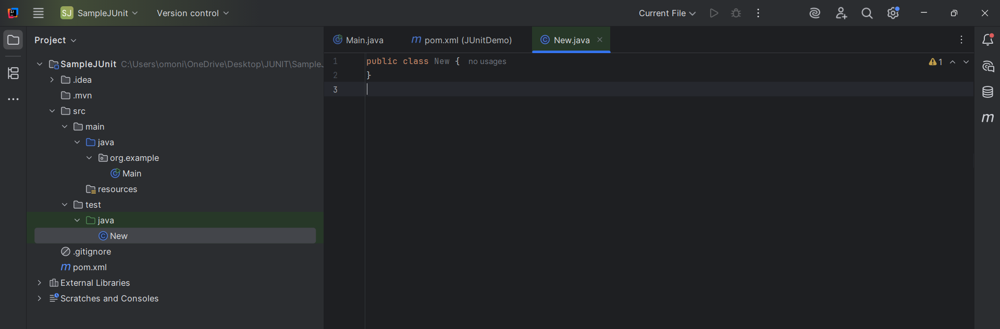 SJ SampleJUnit Version control Current File
Project
Main.java m pom.xml (JUnitDemo) New.java
SampleJUnit C:\Users\omoni\OneDrive\Desktop\JUNIT\SampleJ
.idea
.mvn
src
main
java
org.example
Main
resources
test
java
New
.gitignore
m pom.xml
External Libraries
Scratches and Consoles
1 public class New { no usages
2 }
3
1
m